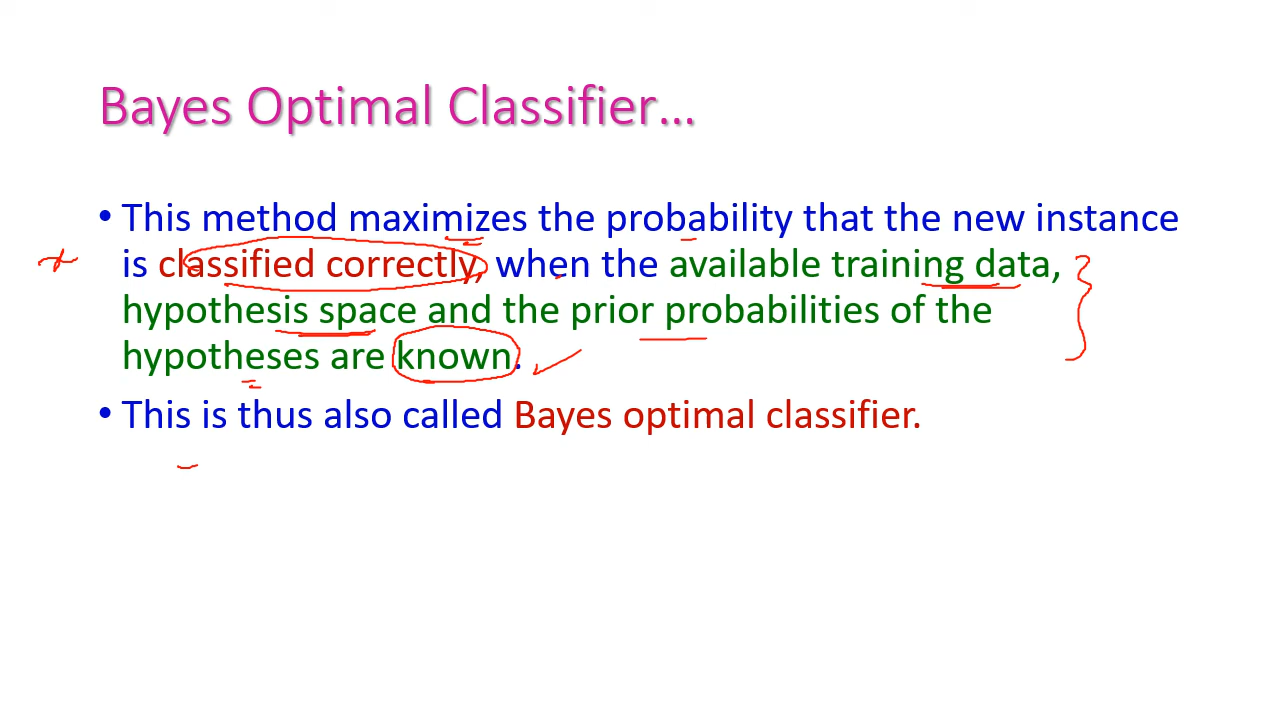 Bayes Optimal Classifier...
• This method maximizes the probability that the new instance
is classified correctly, when the available training data,
hypothesis space and the prior probabilities of the
hypotheses are known.
• This is thus also called Bayes optimal classifier.